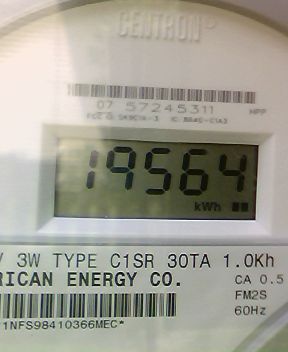 CENTRON
07 57245311
19564
kWh
V 3W TYPE C1SR 30TA 1.0Kh
RICAN ENERGY CO.
CA 0.5
FM2S
60Hz
1NFS98410366MEC*